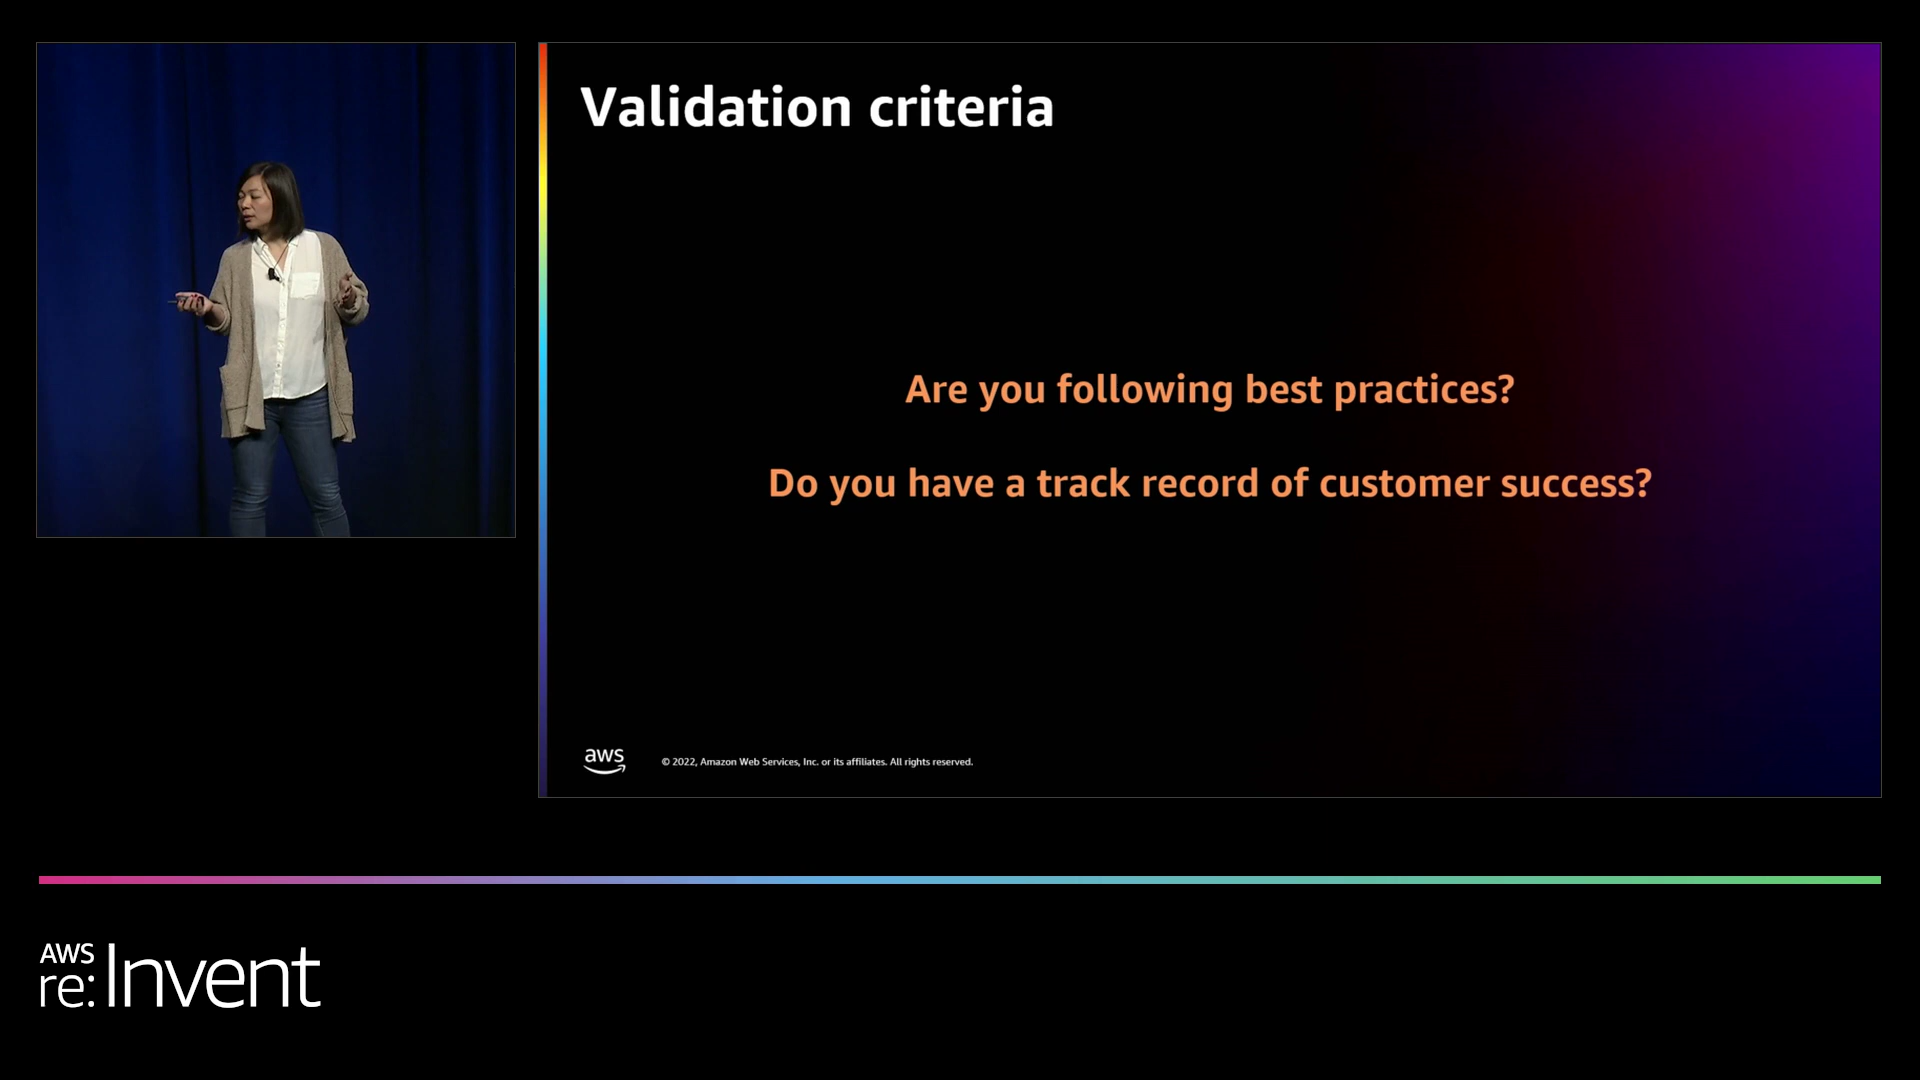 Validation criteria
Are you following best practices?
Do you have a track record of customer success?
aws
© 2022, Amazon Web Services, Inc. or its affiliates. All rights reserved.
AWS
re:Invent